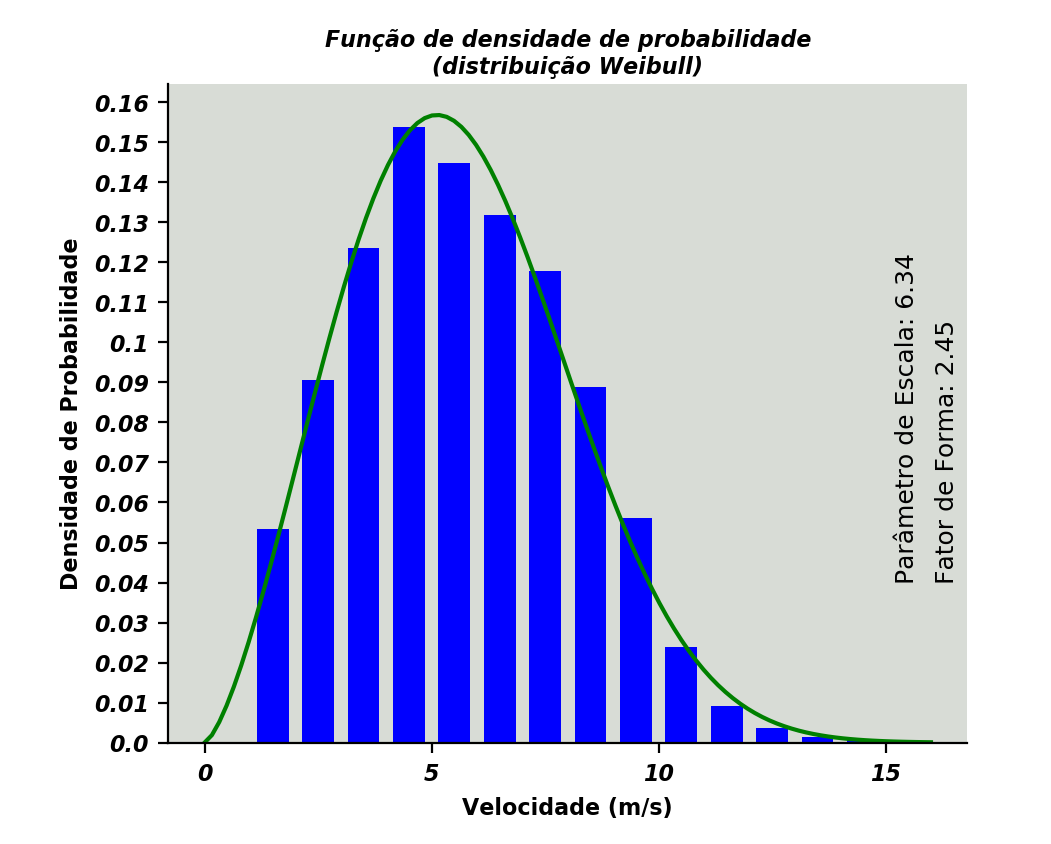 Função de densidade de probabilidade
(distribuição Weibull)
0.16
0.15
0.14
0.13
0.12
0.11
0.1
0.09
0.08
0.07
0.06
0.05
0.04
0.03
0.02
0.01
0.0
Densidade de Probabilidade
Parâmetro de Escala: 6.34
Fator de Forma: 2.45
0 5 10 15
Velocidade (m/s)